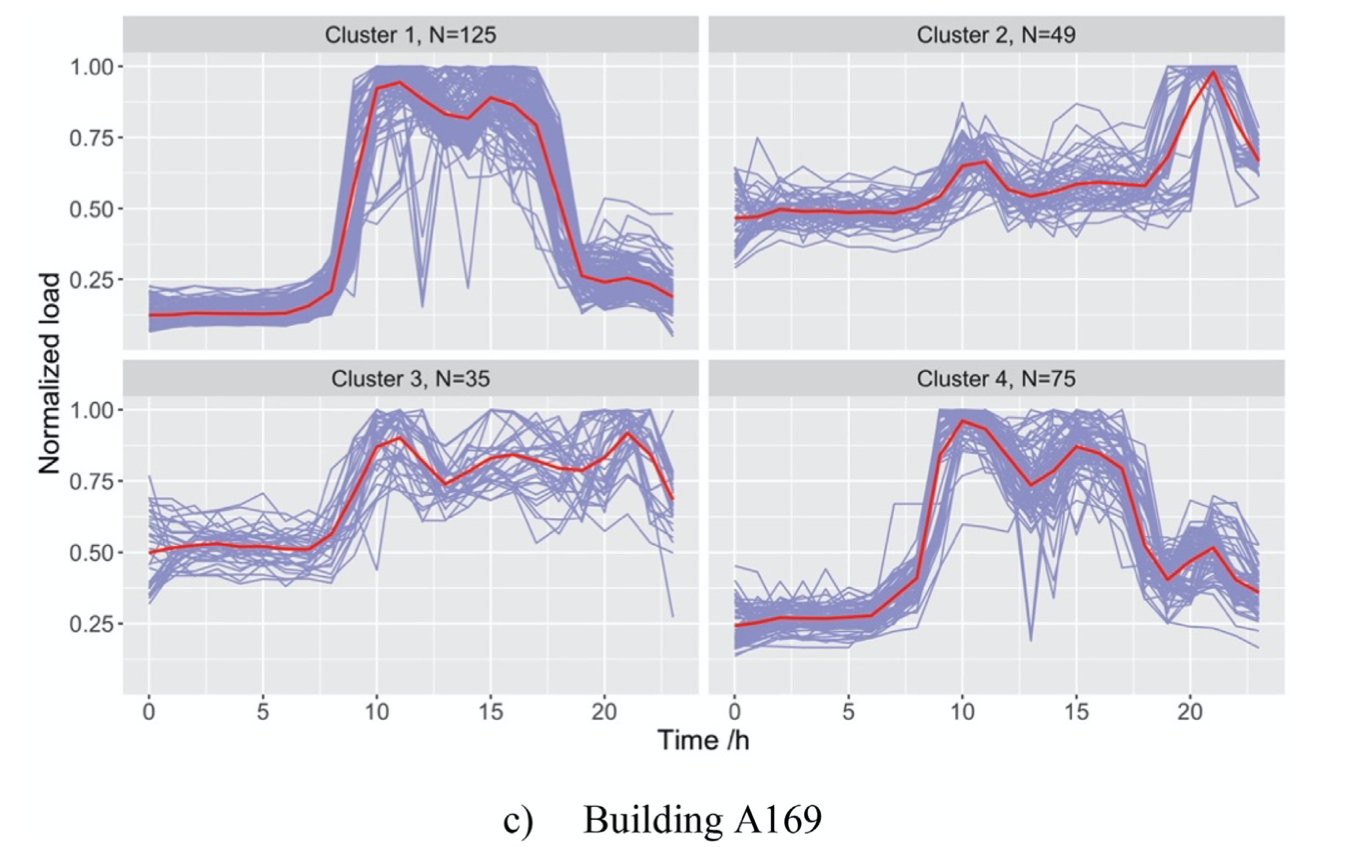 Cluster 1, N=125
Cluster 2, N=49
1.00
0.75
0.50
0.25
Cluster 3, N=35
Cluster 4, N=75
1.00
0.75
0.50
0.25
Normalized load
0 5 10 15 20
0 5 10 15 20
Time /h
c) Building A169